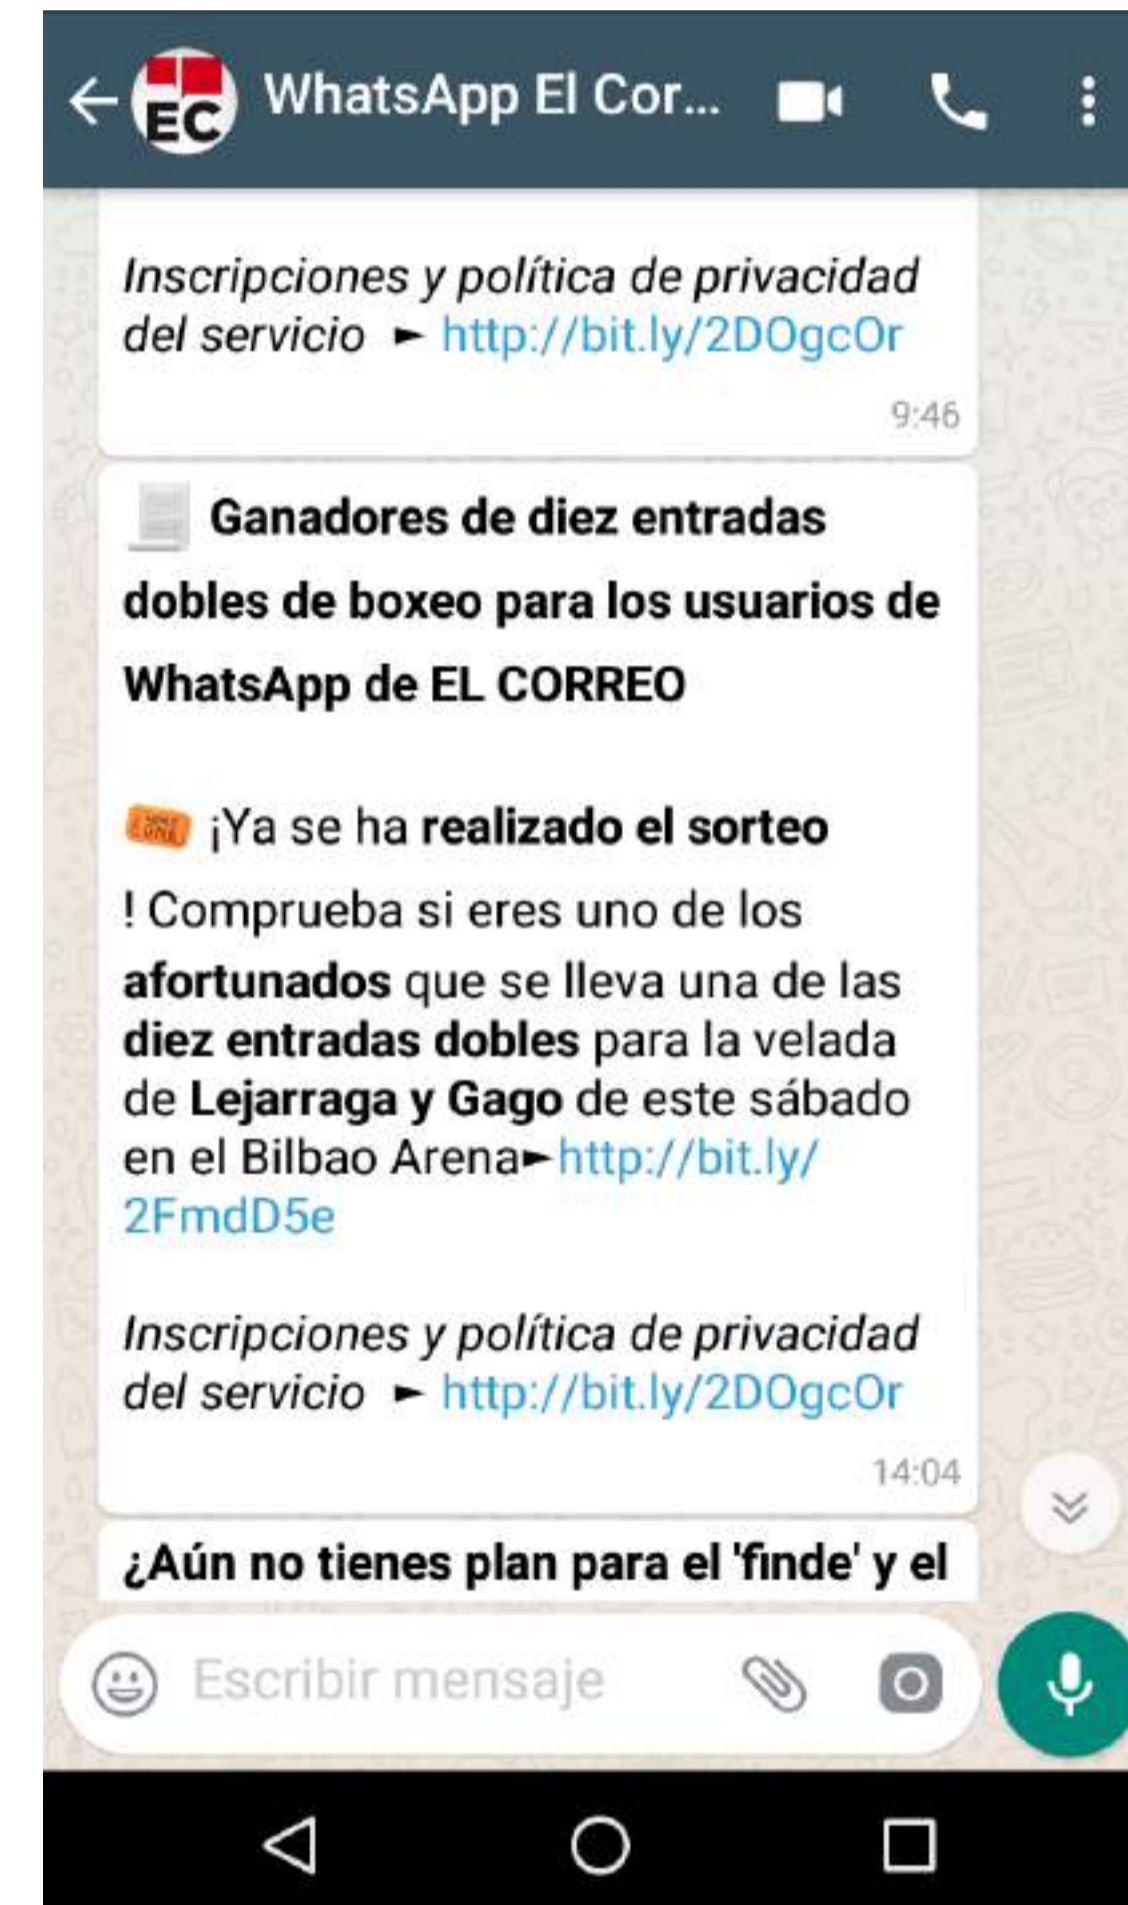 EC
WhatsApp El Cor...
Inscripciones y política de privacidad
del servicio ► http://bit.ly/2DOgcOr
9:46
Ganadores de diez entradas
dobles de boxeo para los usuarios de
WhatsApp de EL CORREO
¡Ya se ha realizado el sorteo
! Comprueba si eres uno de los
afortunados que se lleva una de las
diez entradas dobles para la velada
de Lejarraga y Gago de este sábado
en el Bilbao Arena►http://bit.ly/
2FmdD5e
Inscripciones y política de privacidad
del servicio ► http://bit.ly/2DOgcOr
14:04
¿Aún no tienes plan para el 'finde' y el
Escribir mensaje